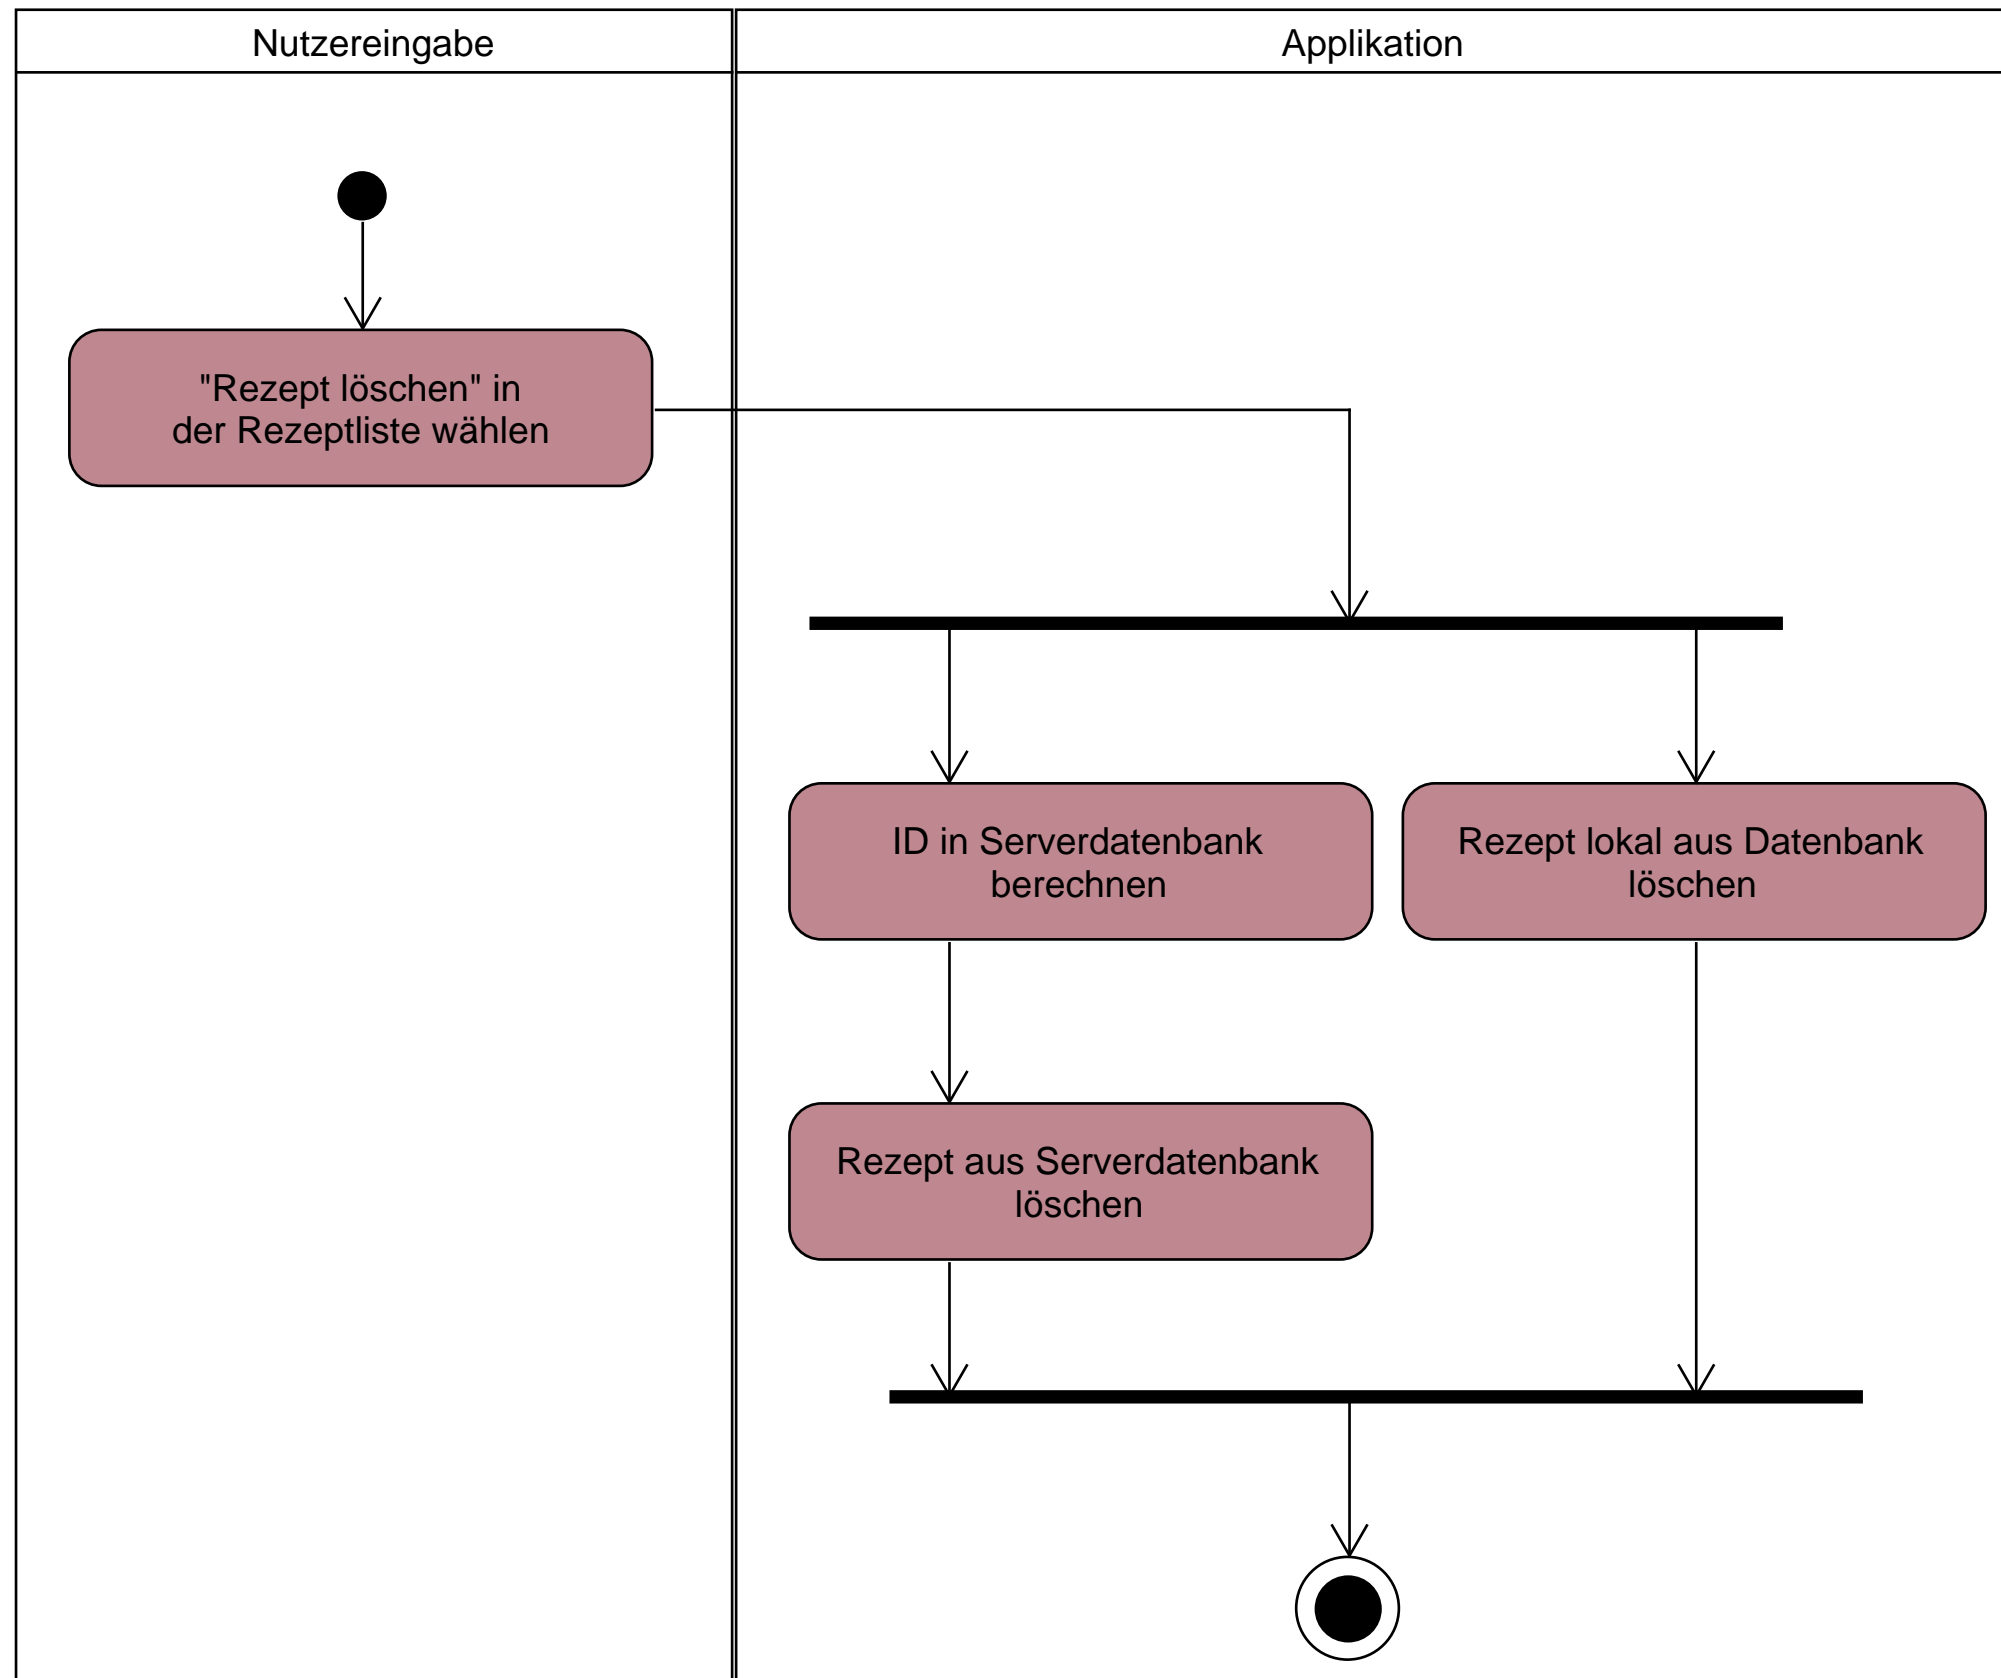 Nutzereingabe
Applikation
"Rezept löschen" in
der Rezeptliste wählen
ID in Serverdatenbank
berechnen
Rezept lokal aus Datenbank
löschen
Rezept aus Serverdatenbank
löschen